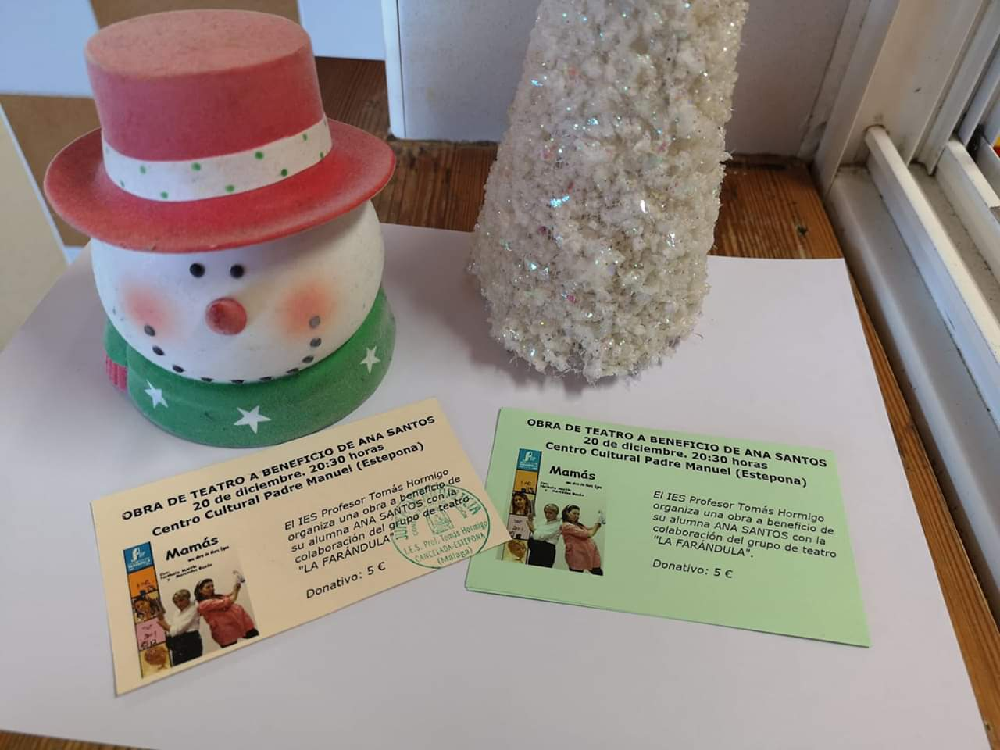 OBRA DE TEATRO A BENEFICIO DE ANA SANTOS
20 de diciembre. 20:30 horas
Centro Cultural Padre Manuel (Estepona)
Mamás
El IES Profesor Tomás Hormigo
organiza una obra a beneficio de
su alumna ANA SANTOS con la
colaboración del grupo de teatro
"LA FARÁNDULA".
Donativo: 5 €
I.E.S. Prof. Tomás Hormigo
CANCELADA-ESTEPONA
(Málaga)
OBRA DE TEATRO A BENEFICIO DE ANA SANTOS
20 de diciembre. 20:30 horas
Centro Cultural Padre Manuel (Estepona)
Mamás
El IES Profesor Tomás Hormigo
organiza una obra a beneficio de
su alumna ANA SANTOS con la
colaboración del grupo de teatro
"LA FARÁNDULA".
Donativo: 5 €